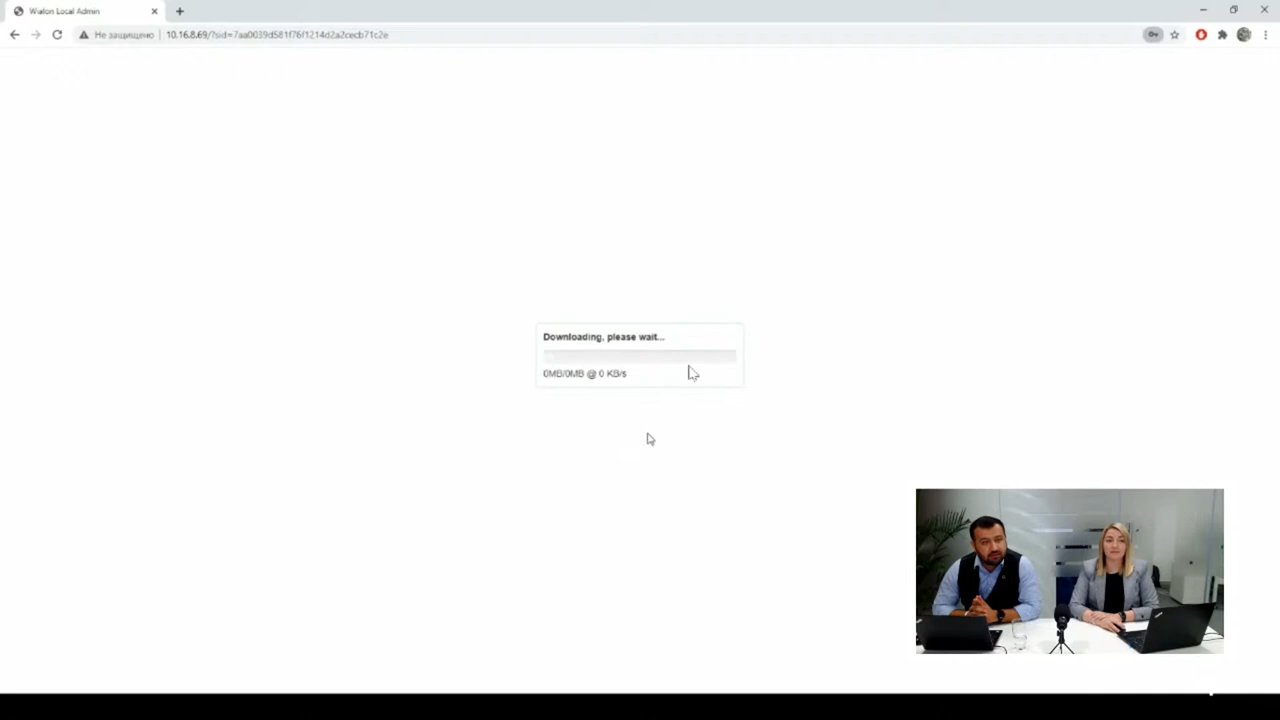 Wialon Local Admin
Не защищено
10.16.8.69/?sid=7aa0039d581f76f1214d2a2cecb71c2e
Downloading, please wait...
0MB/0MB @ 0 KB/s